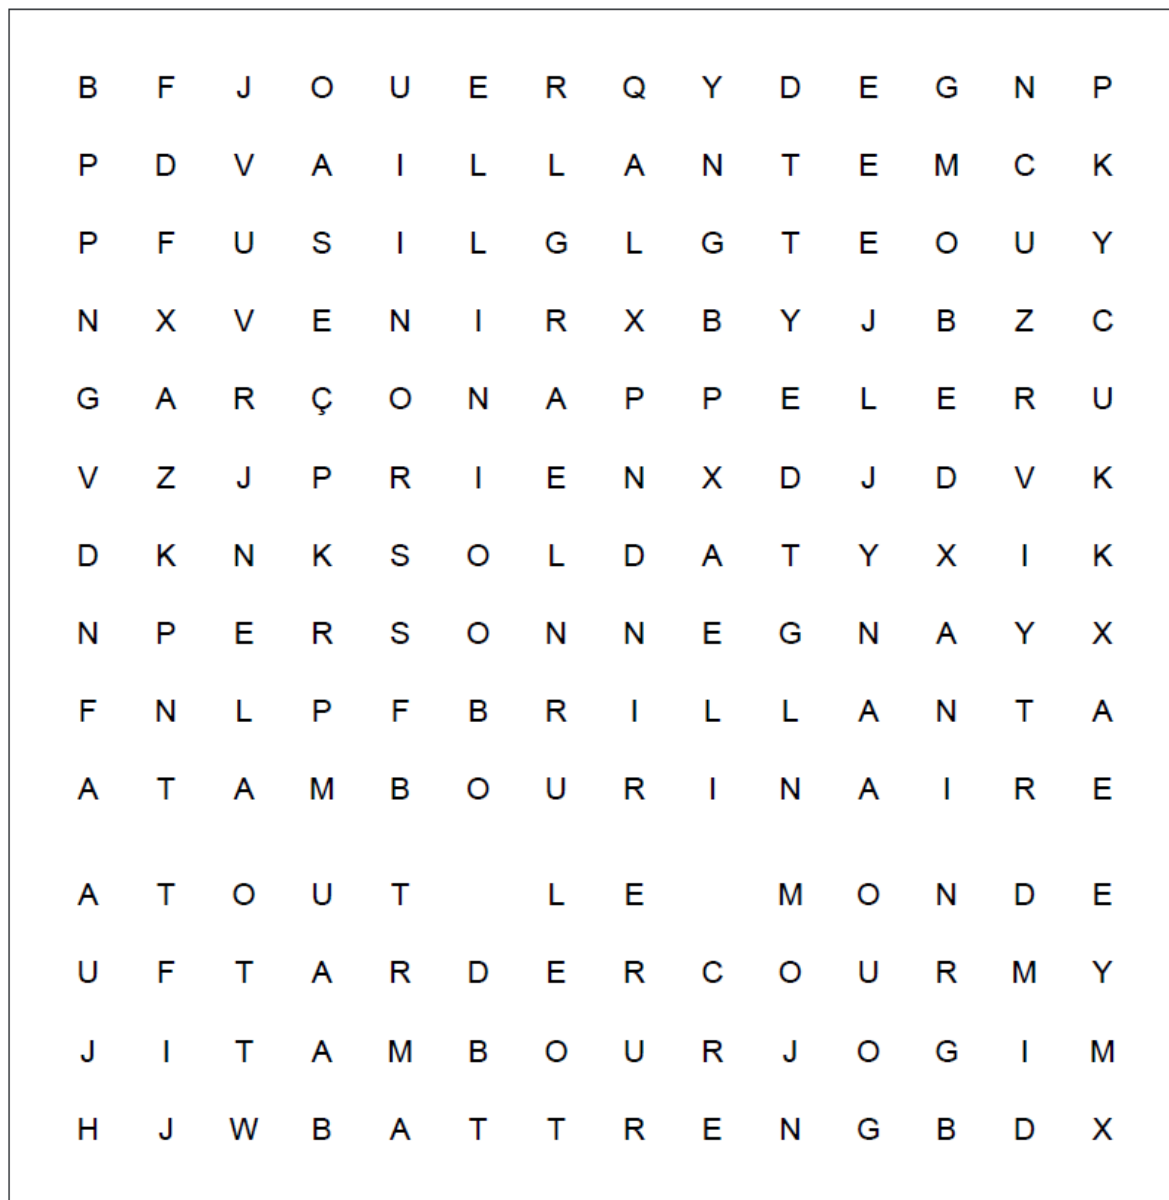 B F J O U E R Q Y D E G N P
P D V A I L L A N T E M C K
P F U S I L G L G T E O U Y
N X V E N I R X B Y J B Z C
G A R Ç O N A P P E L E R U
V Z J P R I E N X D J D V K
D K N K S O L D A T Y X I K
N P E R S O N N E G N A Y X
F N L P F B R I L L A N T A
A T A M B O U R I N A I R E
A T O U T L E M O N D E
U F T A R D E R C O U R M Y
J I T A M B O U R J O G I M
H J W B A T T R E N G B D X